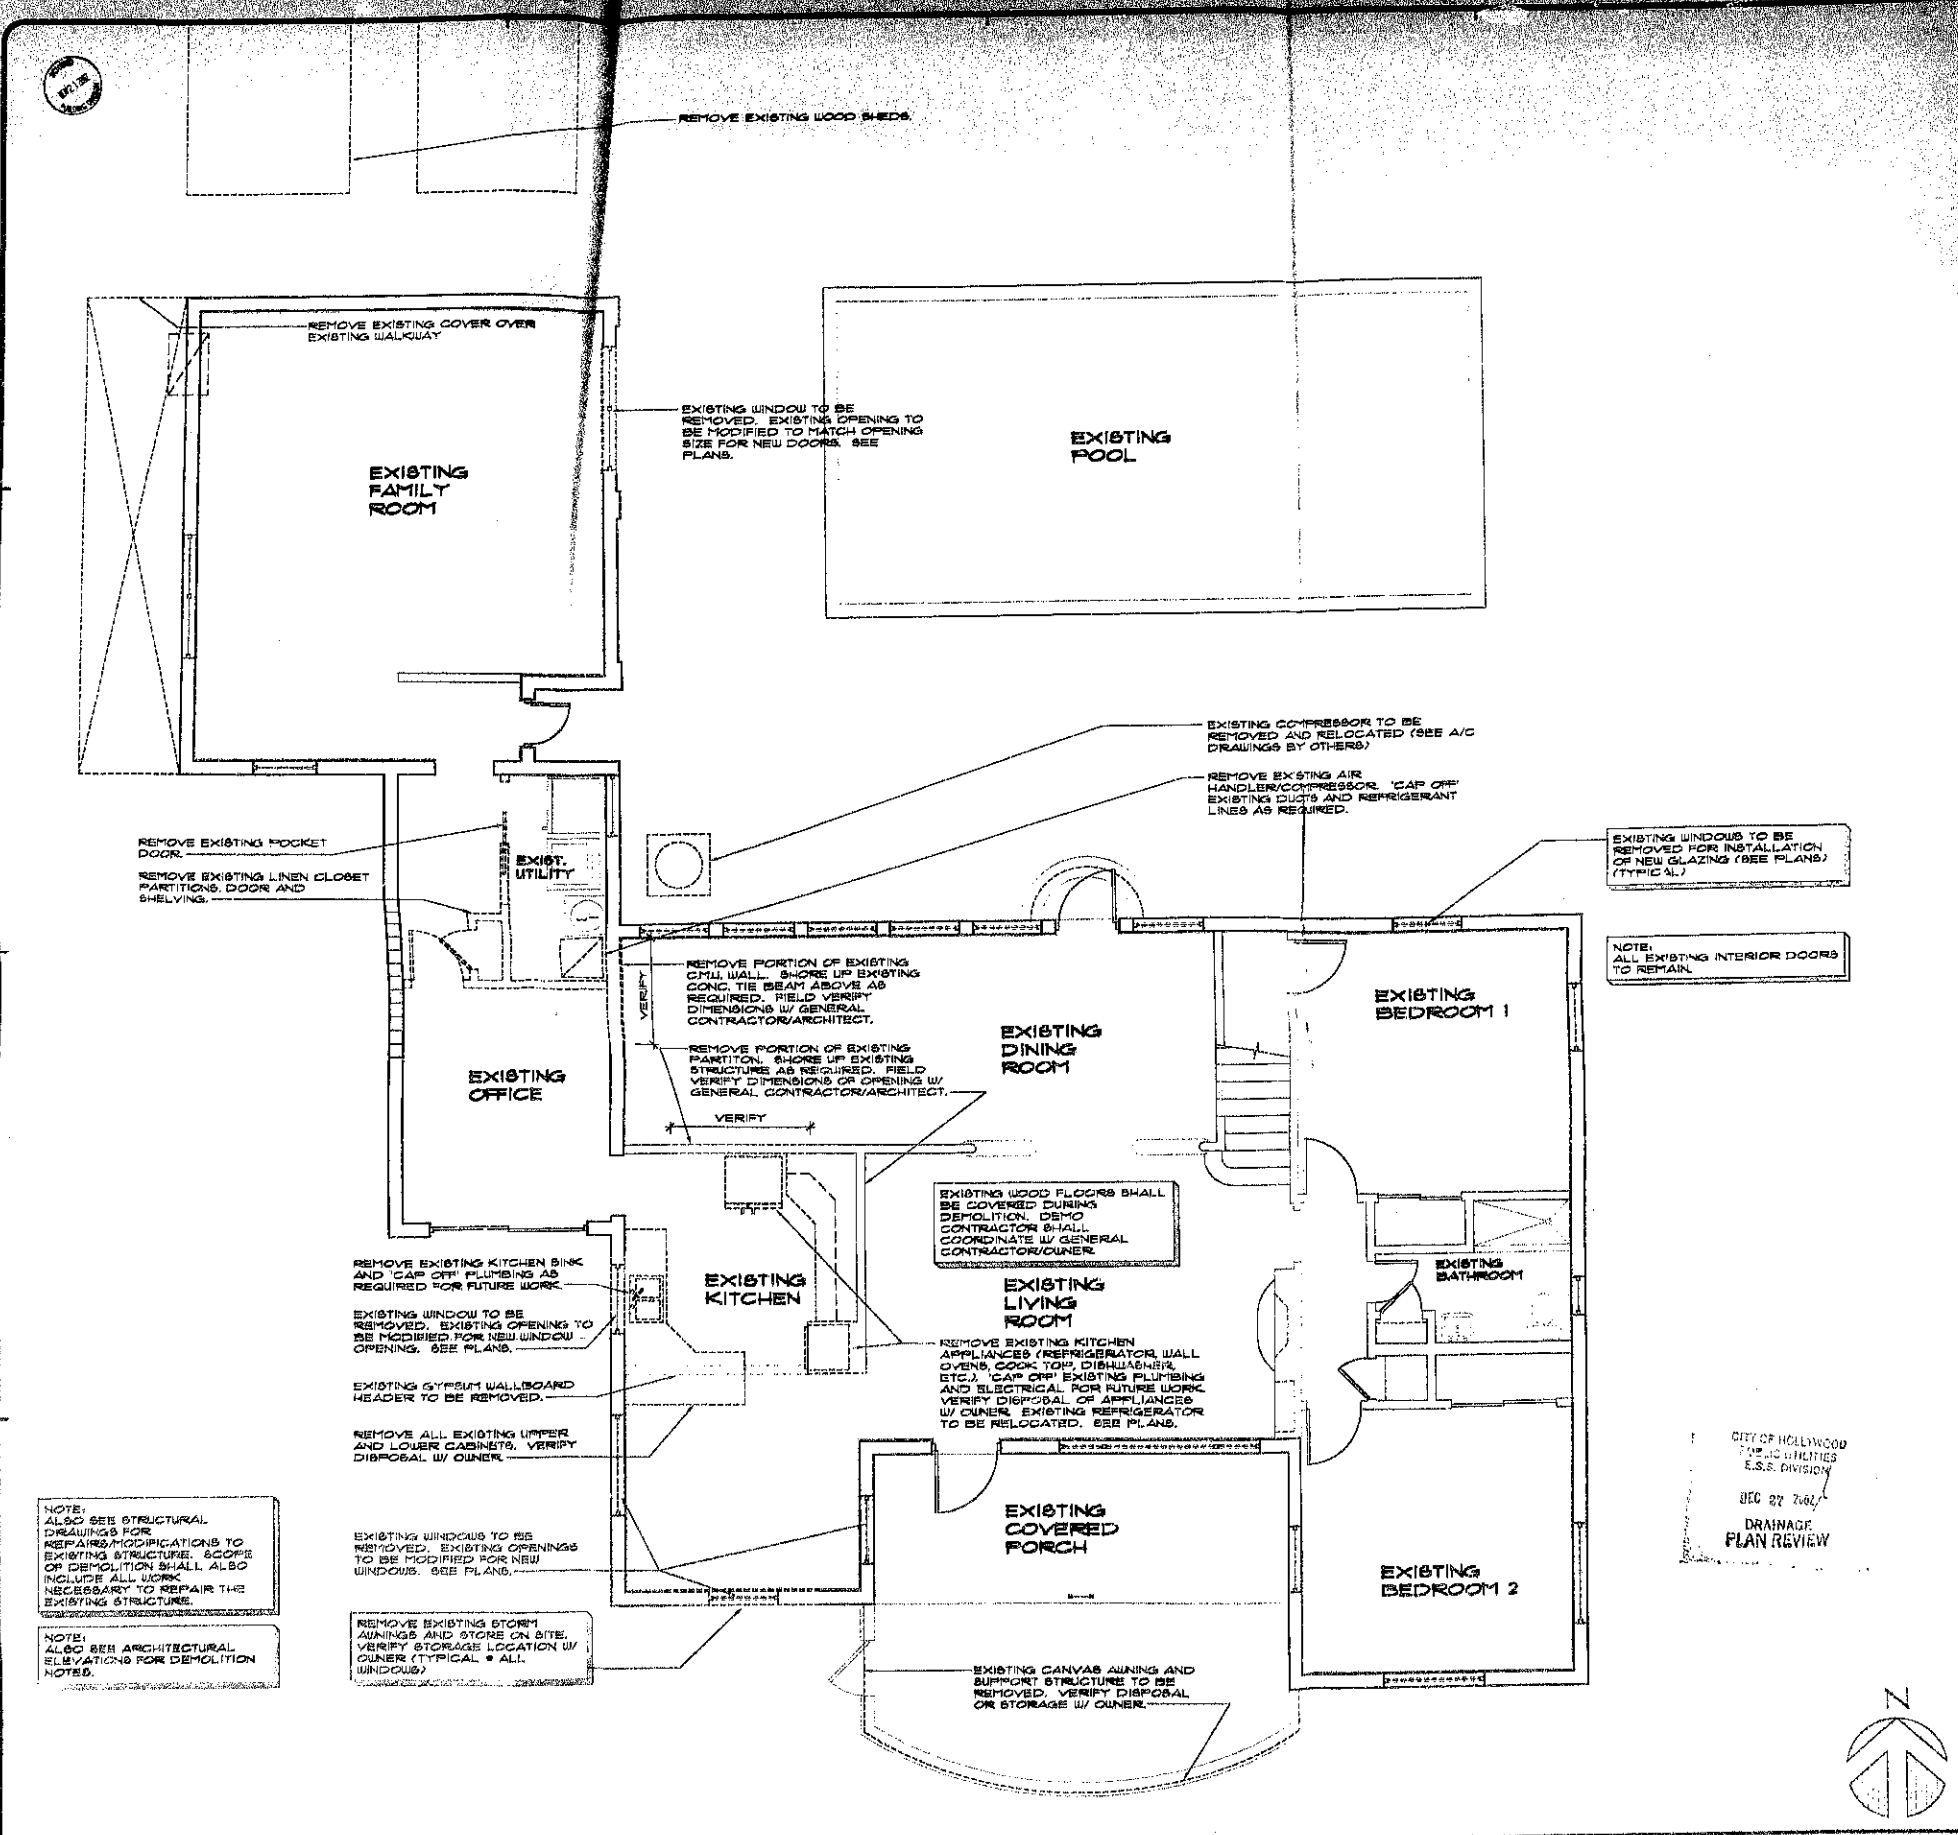 REMOVE EXISTING WOOD SHEDS.
REMOVE EXISTING COVER OVER
EXISTING WALKWAY
EXISTING WINDOW TO BE
REMOVED. EXISTING OPENING TO
BE MODIFIED TO MATCH OPENING
SIZE FOR NEW DOORS. SEE
PLANS.
EXISTING
POOL
EXISTING
FAMILY
ROOM
EXISTING COMPRESSOR TO BE
REMOVED AND RELOCATED (SEE A/C
DRAWINGS BY OTHERS)
REMOVE EXSTING AIR
HANDLER/COMPRESSOR. 'CAP OFF'
EXISTING DUCTS AND REFRIGERANT
LINES AS REQUIRED.
EXISTING WINDOWS TO BE
REMOVED FOR INSTALLATION
OF NEW GLAZING (SEE PLANS)
(TYPICAL)
NOTE:
ALL EXISTING INTERIOR DOORS
TO REMAIN.
REMOVE EXISTING POCKET
DOOR.
REMOVE EXISTING LINEN CLOSET
PARTITIONS, DOOR AND
SHELVING.
EXIST.
UTILITY
REMOVE PORTION OF EXISTING
C.M.U. WALL. SHORE UP EXISTING
CONC. TIE BEAM ABOVE AS
REQUIRED. FIELD VERIFY
DIMENSIONS W/ GENERAL
CONTRACTOR/ARCHITECT.
VERIFY
REMOVE PORTION OF EXISTING
PARTITON. SHORE UP EXISTING
STRUCTURE AS REQUIRED. FIELD
VERIFY DIMENSIONS OF OPENING W/
GENERAL CONTRACTOR/ARCHITECT.
VERIFY
EXISTING
DINING
ROOM
EXISTING
BEDROOM 1
EXISTING
OFFICE
EXISTING WOOD FLOORS SHALL
BE COVERED DURING
DEMOLITION. DEMO
CONTRACTOR SHALL
COORDINATE W/ GENERAL
CONTRACTOR/OWNER
EXISTING
BATHROOM
EXISTING
KITCHEN
EXISTING
LIVING
ROOM
REMOVE EXISTING KITCHEN SINK
AND 'CAP OFF' PLUMBING AS
REQUIRED FOR FUTURE WORK.
EXISTING WINDOW TO BE
REMOVED. EXISTING OPENING TO
BE MODIFIED FOR NEW WINDOW
OPENING. SEE PLANS.
EXISTING GYPSUM WALLBOARD
HEADER TO BE REMOVED.
REMOVE ALL EXISTING UPPER
AND LOWER CABINETS. VERIFY
DISPOSAL W/ OWNER
REMOVE EXISTING KITCHEN
APPLIANCES (REFRIGERATOR, WALL
OVENS, COOK TOP, DISHWASHER,
ETC.). 'CAP OFF' EXISTING PLUMBING
AND ELECTRICAL FOR FUTURE WORK.
VERIFY DISPOSAL OF APPLIANCES
W/ OWNER. EXISTING REFRIGERATOR
TO BE RELOCATED. SEE PLANS.
EXISTING WINDOWS TO BE
REMOVED. EXISTING OPENINGS
TO BE MODIFIED FOR NEW
WINDOWS. SEE PLANS.
EXISTING
COVERED
PORCH
EXISTING
BEDROOM 2
CITY OF HOLLYWOOD
PUBLIC UTILITIES
E.S.S. DIVISION
DEC 27
DRAINAGE
PLAN REVIEW
NOTE:
ALSO SEE STRUCTURAL
DRAWINGS FOR
REPAIRS/MODIFICATIONS TO
EXISTING STRUCTURE. SCOPE
OF DEMOLITION SHALL ALSO
INCLUDE ALL WORK
NECESSARY TO REPAIR THE
EXISTING STRUCTURE.
NOTE:
ALSO SEE ARCHITECTURAL
ELEVATIONS FOR DEMOLITION
NOTES.
REMOVE EXISTING STORM
AWNINGS AND STORE ON SITE.
VERIFY STORAGE LOCATION W/
OWNER (TYPICAL @ ALL
WINDOWS)
EXISTING CANVAS AWNING AND
SUPPORT STRUCTURE TO BE
REMOVED. VERIFY DISPOSAL
OR STORAGE W/ OWNER.
N